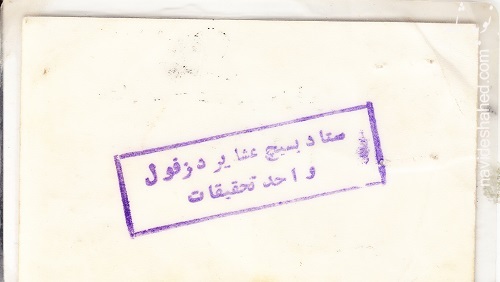 ستاد بسیج عشایر دزفول
واحد تحقیقات
navideshahed.com